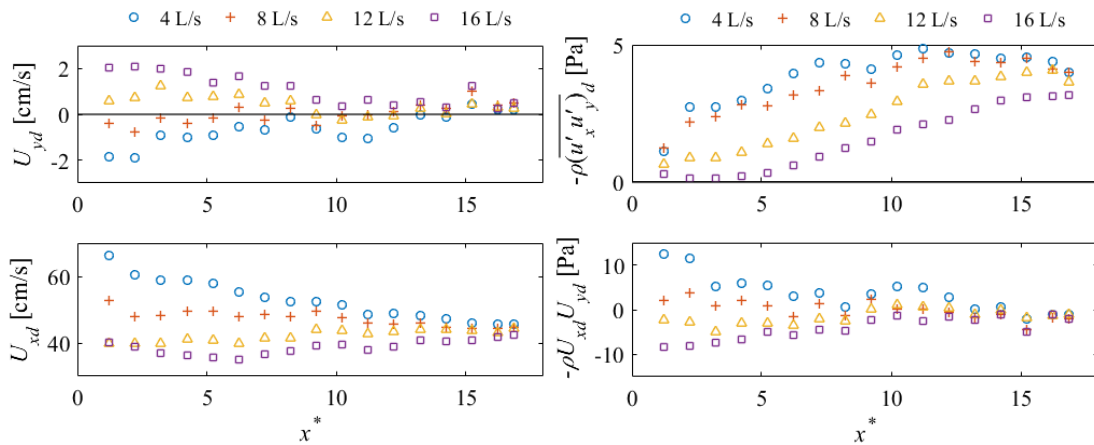 4 L/s 8 L/s 12 L/s 16 L/s
4 L/s 8 L/s 12 L/s 16 L/s
U_yd [cm/s]
2
0
-2
0 5 10 15
-ρ(u'_x u'_y)_d [Pa]
5
0
0 5 10 15
U_xd [cm/s]
60
40
0 5 10 15
x*
-ρU_xd U_yd [Pa]
10
0
-10
0 5 10 15
x*